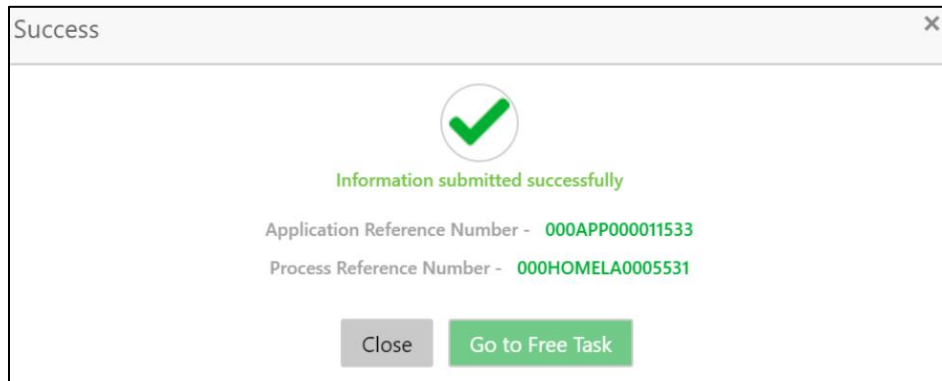 Success
×
Information submitted successfully
Application Reference Number - 000APP000011533
Process Reference Number - 000HOMELA0005531
Close Go to Free Task